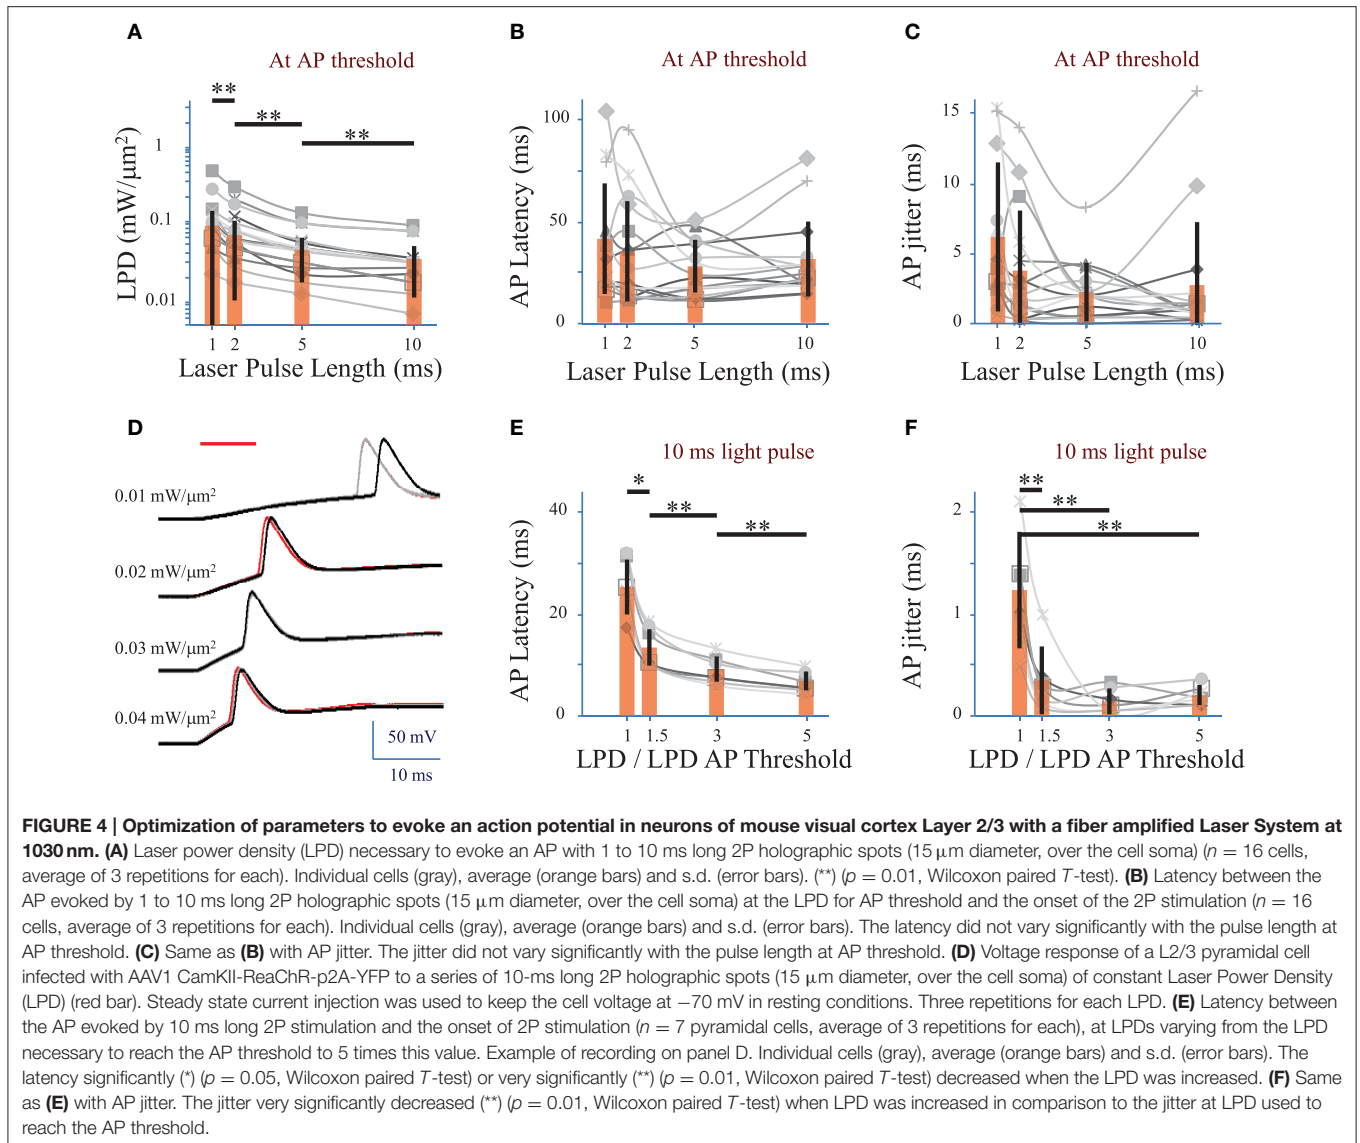 A
At AP threshold
**
**
**
LPD (mW/μm²)
1
0.1
0.01
1 2 5 10
Laser Pulse Length (ms)
B
At AP threshold
AP Latency (ms)
100
50
0
1 2 5 10
Laser Pulse Length (ms)
C
At AP threshold
AP jitter (ms)
15
10
5
0
1 2 5 10
Laser Pulse Length (ms)
D
0.01 mW/μm²
0.02 mW/μm²
0.03 mW/μm²
0.04 mW/μm²
50 mV
10 ms
E
10 ms light pulse
*
**
**
AP Latency (ms)
40
20
0
1 1.5 3 5
LPD / LPD AP Threshold
F
10 ms light pulse
**
**
**
AP jitter (ms)
2
1
0
1 1.5 3 5
LPD / LPD AP Threshold
FIGURE 4 | Optimization of parameters to evoke an action potential in neurons of mouse visual cortex Layer 2/3 with a fiber amplified Laser System at
1030 nm. (A) Laser power density (LPD) necessary to evoke an AP with 1 to 10 ms long 2P holographic spots (15 μm diameter, over the cell soma) (n = 16 cells,
average of 3 repetitions for each). Individual cells (gray), average (orange bars) and s.d. (error bars). (**) (p = 0.01, Wilcoxon paired T-test). (B) Latency between the
AP evoked by 1 to 10 ms long 2P holographic spots (15 μm diameter, over the cell soma) at the LPD for AP threshold and the onset of the 2P stimulation (n = 16
cells, average of 3 repetitions for each). Individual cells (gray), average (orange bars) and s.d. (error bars). The latency did not vary significantly with the pulse length at
AP threshold. (C) Same as (B) with AP jitter. The jitter did not vary significantly with the pulse length at AP threshold. (D) Voltage response of a L2/3 pyramidal cell
infected with AAV1 CamKII-ReaChR-p2A-YFP to a series of 10-ms long 2P holographic spots (15 μm diameter, over the cell soma) of constant Laser Power Density
(LPD) (red bar). Steady state current injection was used to keep the cell voltage at −70 mV in resting conditions. Three repetitions for each LPD. (E) Latency between
the AP evoked by 10 ms long 2P stimulation and the onset of 2P stimulation (n = 7 pyramidal cells, average of 3 repetitions for each), at LPDs varying from the LPD
necessary to reach the AP threshold to 5 times this value. Example of recording on panel D. Individual cells (gray), average (orange bars) and s.d. (error bars). The
latency significantly (*) (p = 0.05, Wilcoxon paired T-test) or very significantly (**) (p = 0.01, Wilcoxon paired T-test) decreased when the LPD was increased. (F) Same
as (E) with AP jitter. The jitter very significantly decreased (**) (p = 0.01, Wilcoxon paired T-test) when LPD was increased in comparison to the jitter at LPD used to
reach the AP threshold.